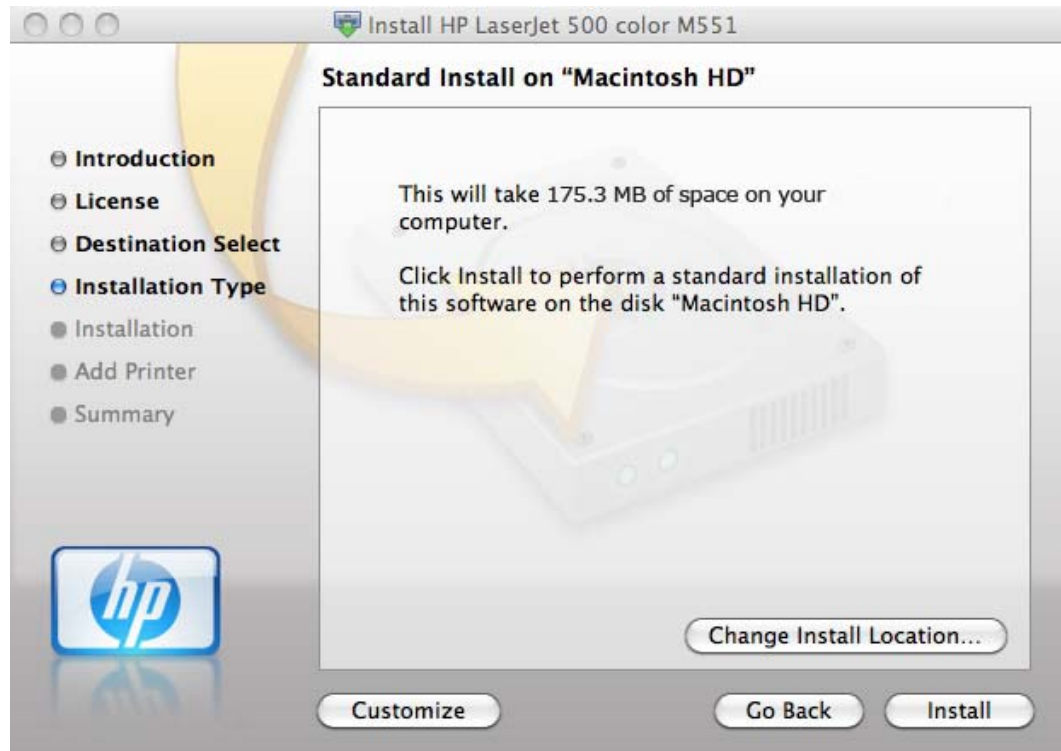 Install HP LaserJet 500 color M551
Standard Install on “Macintosh HD”
Introduction
License
Destination Select
Installation Type
Installation
Add Printer
Summary
This will take 175.3 MB of space on your
computer.
Click Install to perform a standard installation of
this software on the disk "Macintosh HD".
hp
Change Install Location...
Customize
Go Back
Install